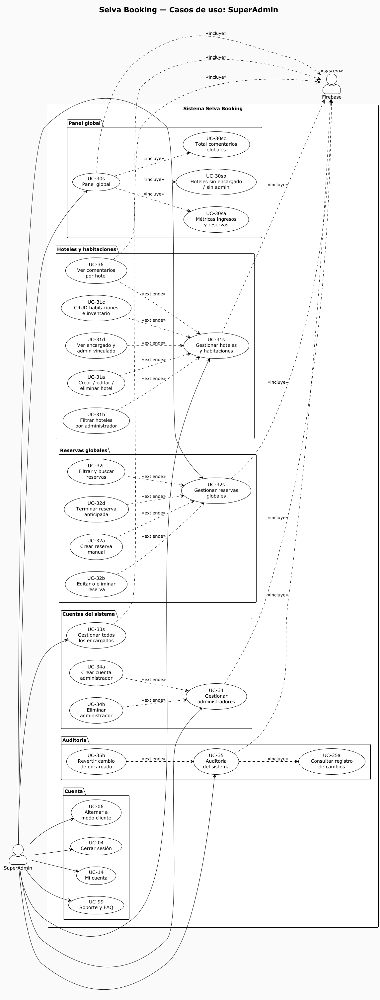 Selva Booking — Casos de uso: SuperAdmin
«incluye»
«incluye»
«incluye»
«system»
Firebase
Sistema Selva Booking
Panel global
UC-30sc
Total comentarios
globales
«incluye»
UC-30s
Panel global
«incluye»
UC-30sb
Hoteles sin encargado
/ sin admin
«incluye»
«incluye»
UC-30sa
Métricas ingresos
y reservas
Hoteles y habitaciones
UC-36
Ver comentarios
por hotel
«extiende»
UC-31c
CRUD habitaciones
e inventario
«extiende»
UC-31d
Ver encargado y
admin vinculado
«extiende»
UC-31s
Gestionar hoteles
y habitaciones
«extiende»
UC-31a
Crear / editar /
eliminar hotel
«extiende»
«incluye»
UC-31b
Filtrar hoteles
por administrador
Reservas globales
UC-32c
Filtrar y buscar
reservas
«extiende»
UC-32s
Gestionar reservas
globales
«extiende»
UC-32d
Terminar reserva
anticipada
«extiende»
«incluye»
«extiende»
UC-32a
Crear reserva
manual
UC-32b
Editar o eliminar
reserva
«incluye»
Cuentas del sistema
UC-33s
Gestionar todos
los encargados
UC-34a
Crear cuenta
administrador
«extiende»
UC-34
Gestionar
administradores
«extiende»
UC-34b
Eliminar
administrador
Auditoría
UC-35b
Revertir cambio
de encargado
«extiende»
UC-35
Auditoría
del sistema
«incluye»
UC-35a
Consultar registro
de cambios
Cuenta
UC-06
Alternar a
modo cliente
UC-04
Cerrar sesión
SuperAdmin
UC-14
Mi cuenta
UC-99
Soporte y FAQ